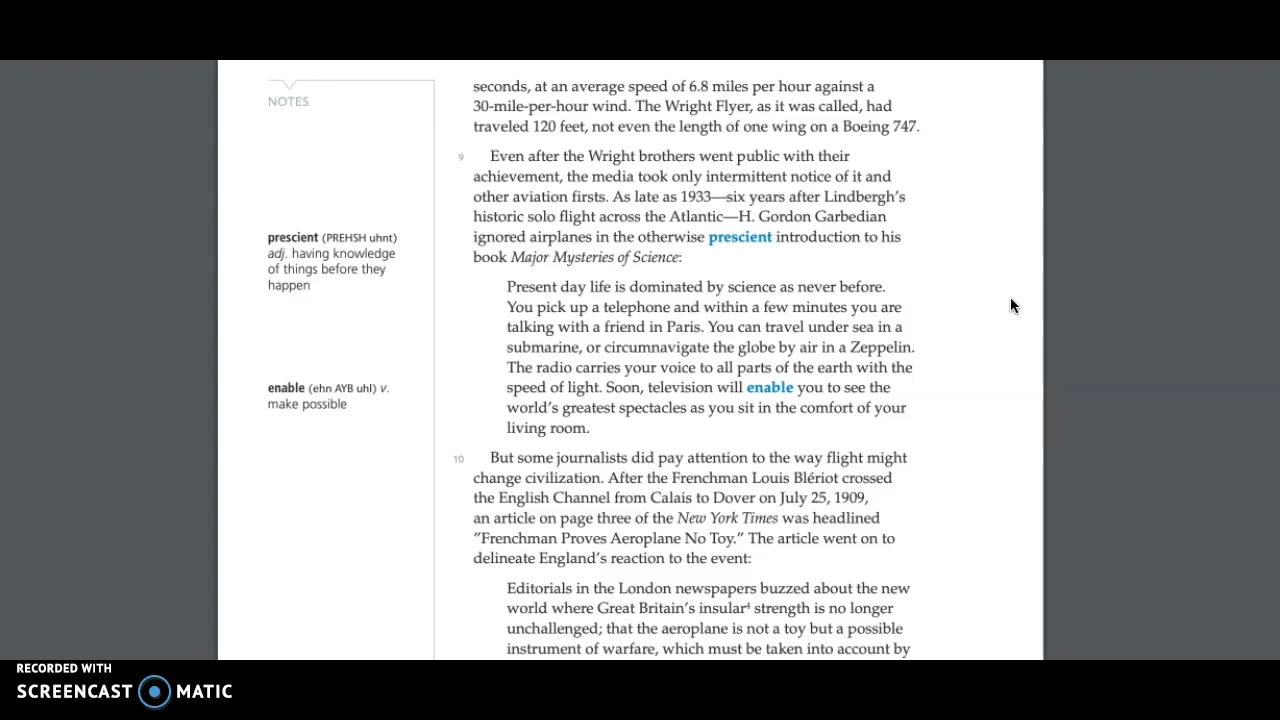 NOTES
seconds, at an average speed of 6.8 miles per hour against a
30-mile-per-hour wind. The Wright Flyer, as it was called, had
traveled 120 feet, not even the length of one wing on a Boeing 747.
9 Even after the Wright brothers went public with their
achievement, the media took only intermittent notice of it and
other aviation firsts. As late as 1933—six years after Lindbergh's
historic solo flight across the Atlantic—H. Gordon Garbedian
ignored airplanes in the otherwise prescient introduction to his
book Major Mysteries of Science:
prescient (PREHSH uhnt)
adj. having knowledge
of things before they
happen
Present day life is dominated by science as never before.
You pick up a telephone and within a few minutes you are
talking with a friend in Paris. You can travel under sea in a
submarine, or circumnavigate the globe by air in a Zeppelin.
The radio carries your voice to all parts of the earth with the
speed of light. Soon, television will enable you to see the
world's greatest spectacles as you sit in the comfort of your
living room.
enable (ehn AYB uhl) v.
make possible
10 But some journalists did pay attention to the way flight might
change civilization. After the Frenchman Louis Blériot crossed
the English Channel from Calais to Dover on July 25, 1909,
an article on page three of the New York Times was headlined
"Frenchman Proves Aeroplane No Toy." The article went on to
delineate England's reaction to the event:
Editorials in the London newspapers buzzed about the new
world where Great Britain's insular⁴ strength is no longer
unchallenged; that the aeroplane is not a toy but a possible
instrument of warfare, which must be taken into account by
RECORDED WITH
SCREENCAST MATIC